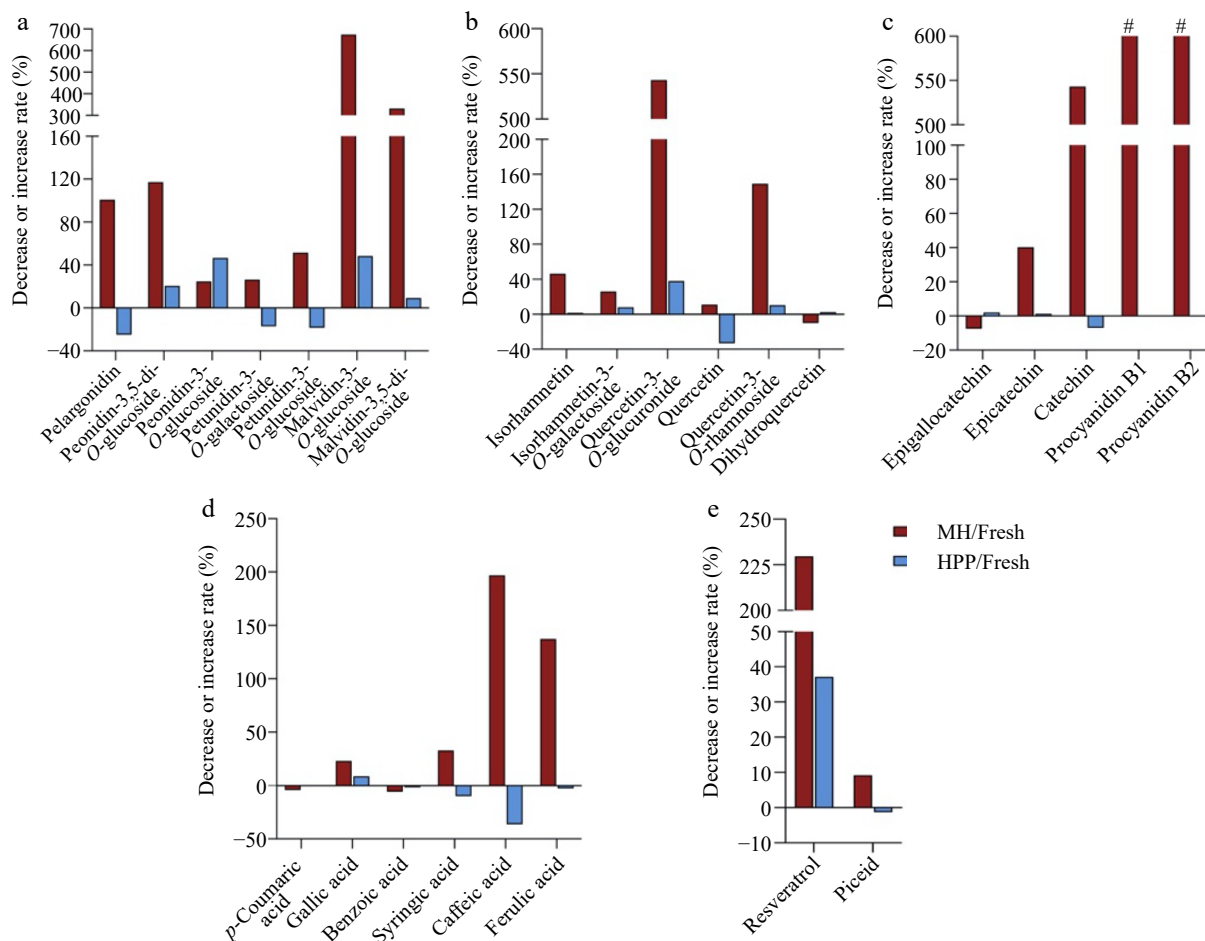 a
Decrease or increase rate (%)
700
600
500
400
300
160
120
80
40
0
−40
Pelargonidin
Peonidin-3,5-di-
O-glucoside
Peonidin-3-
O-glucoside
Petunidin-3-
O-galactoside
Petunidin-3-
O-glucoside
Malvidin-3-
O-glucoside
Malvidin-3,5-di-
O-glucoside
b
Decrease or increase rate (%)
600
550
500
200
160
120
80
40
0
−40
Isorhamnetin
Isorhamnetin-3-
O-galactoside
Quercetin-3-
O-glucuronide
Quercetin
Quercetin-3-
O-rhamnoside
Dihydroquercetin
c
Decrease or increase rate (%)
600
550
500
100
80
60
40
20
0
−20
# #
Epigallocatechin
Epicatechin
Catechin
Procyanidin B1
Procyanidin B2
d
Decrease or increase rate (%)
250
200
150
100
50
0
−50
p-Coumaric
acid
Gallic acid
Benzoic acid
Syringic acid
Caffeic acid
Ferulic acid
e
Decrease or increase rate (%)
250
225
200
50
40
30
20
10
0
−10
Resveratrol
Piceid
MH/Fresh
HPP/Fresh